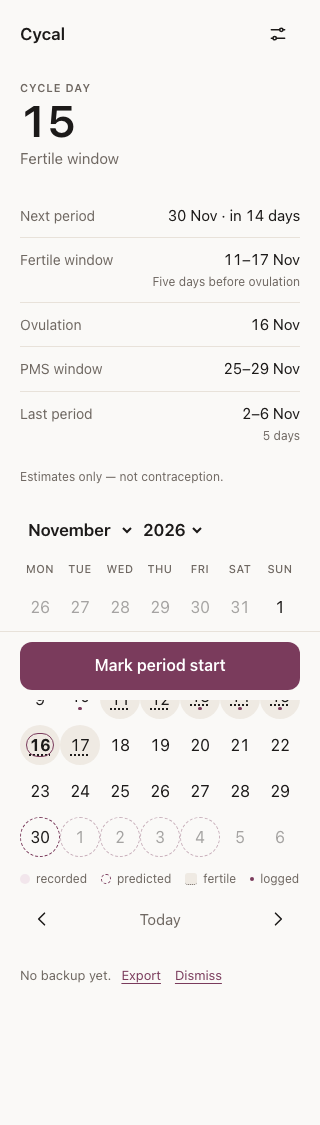 Cycal
CYCLE DAY
15
Fertile window
Next period 30 Nov · in 14 days
Fertile window 11–17 Nov
Five days before ovulation
Ovulation 16 Nov
PMS window 25–29 Nov
Last period 2–6 Nov
5 days
Estimates only — not contraception.
November 2026
MON TUE WED THU FRI SAT SUN
26 27 28 29 30 31 1
Mark period start
16 17 18 19 20 21 22
23 24 25 26 27 28 29
30 1 2 3 4 5 6
recorded predicted fertile logged
Today
No backup yet. Export Dismiss